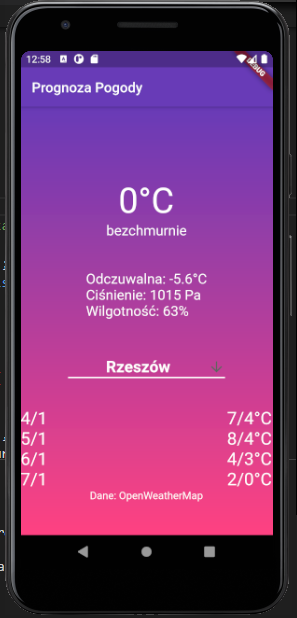 12:58
DEBUG
Prognoza Pogody
0°C
bezchmurnie
Odczuwalna: -5.6°C
Ciśnienie: 1015 Pa
Wilgotność: 63%
Rzeszów
4/1 7/4°C
5/1 8/4°C
6/1 4/3°C
7/1 2/0°C
Dane: OpenWeatherMap